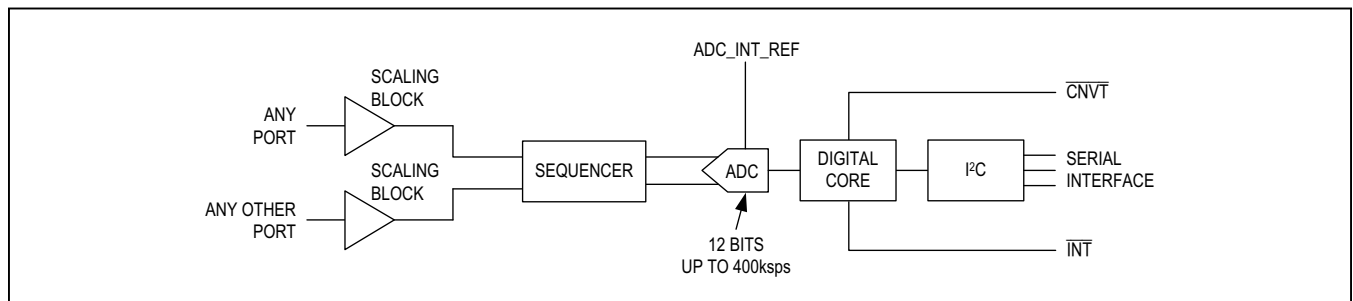 ADC_INT_REF
SCALING
BLOCK
ANY
PORT
SCALING
BLOCK
ANY OTHER
PORT
SEQUENCER
ADC
12 BITS
UP TO 400ksps
DIGITAL
CORE
I²C
CNVT
SERIAL
INTERFACE
INT